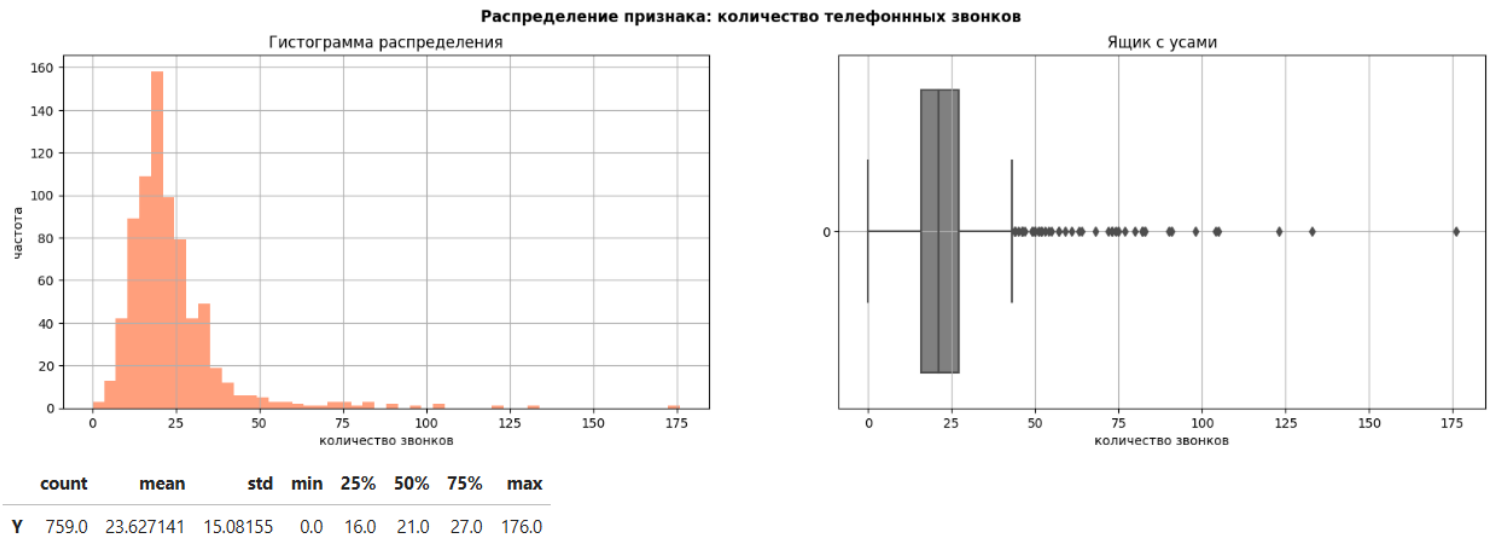 Распределение признака: количество телефоннных звонков
Гистограмма распределения
160
140
120
100
80
60
40
20
0
частота
0 25 50 75 100 125 150 175
количество звонков
Ящик с усами
0
0 25 50 75 100 125 150 175
количество звонков
count mean std min 25% 50% 75% max
Y 759.0 23.627141 15.08155 0.0 16.0 21.0 27.0 176.0